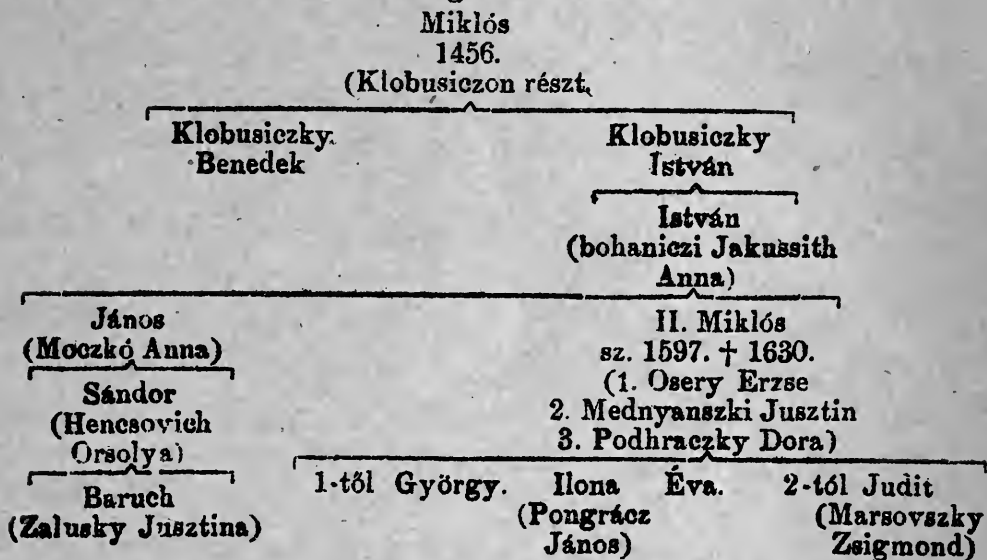 Miklós
1456.
(Klobusiczon részt.
Klobusiczky Klobusiczky
Benedek István
István
(bohaniczi Jakussith
Anna)
János II. Miklós
(Moczkó Anna) sz. 1597. † 1630.
Sándor (1. Osery Erzse
(Hencsovich 2. Mednyanszki Jusztin
Orsolya) 3. Podhraczky Dora)
Baruch 1-től György. Ilona Éva. 2-tól Judit
(Zalusky Jusztina) (Pongrácz (Marsovszky
János) Zsigmond)